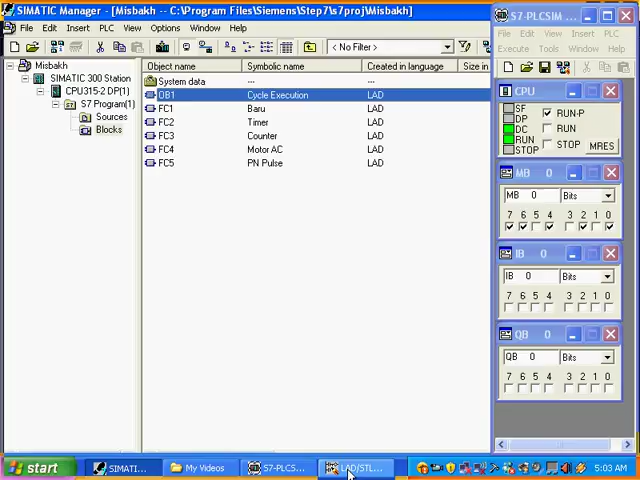 SIMATIC Manager - [Misbakh -- C:\Program Files\Siemens\Step7\s7proj\Misbakh]
File Edit Insert PLC View Options Window Help
< No Filter >
Misbakh
SIMATIC 300 Station
CPU315-2 DP(1)
S7 Program(1)
Sources
Blocks
Object name Symbolic name Created in language Size in
System data --- ---
OB1 Cycle Execution LAD
FC1 Baru LAD
FC2 Timer LAD
FC3 Counter LAD
FC4 Motor AC LAD
FC5 PN Pulse LAD
S7-PLCSIM ...
File Edit View Insert PLC
Execute Tools Window
CPU
SF
DP
DC
RUN
STOP
RUN-P
RUN
STOP
MRES
MB 0
MB 0 Bits
7 6 5 4 3 2 1 0
IB 0
IB 0 Bits
7 6 5 4 3 2 1 0
QB 0
QB 0 Bits
7 6 5 4 3 2 1 0
start
SIMATI...
My Videos
S7-PLCS...
LAD/STL...
5:03 AM